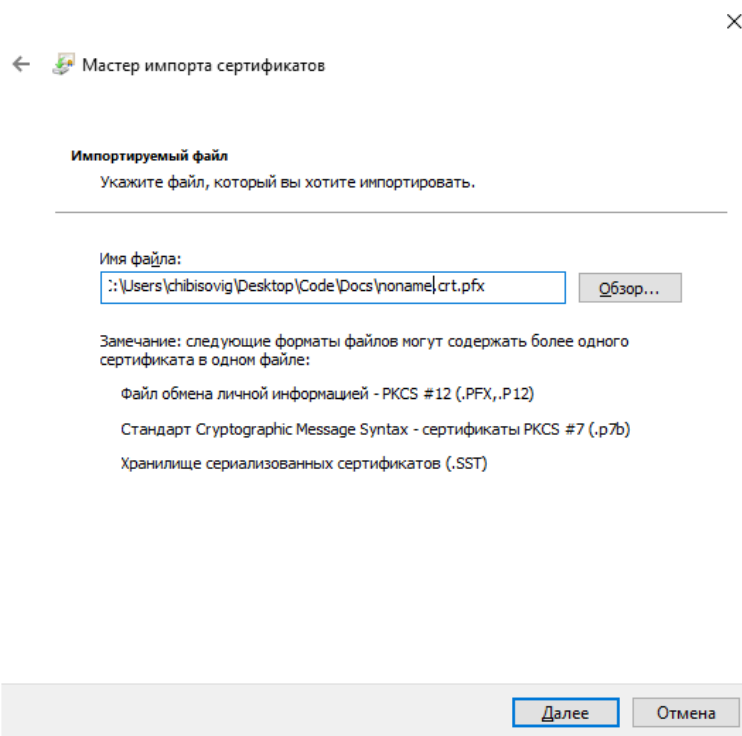 Мастер импорта сертификатов
Импортируемый файл
Укажите файл, который вы хотите импортировать.
Имя файла:
:\Users\chibisovig\Desktop\Code\Docs\noname.crt.pfx
Обзор...
Замечание: следующие форматы файлов могут содержать более одного
сертификата в одном файле:
Файл обмена личной информацией - PKCS #12 (.PFX,.P12)
Стандарт Cryptographic Message Syntax - сертификаты PKCS #7 (.p7b)
Хранилище сериализованных сертификатов (.SST)
Далее
Отмена